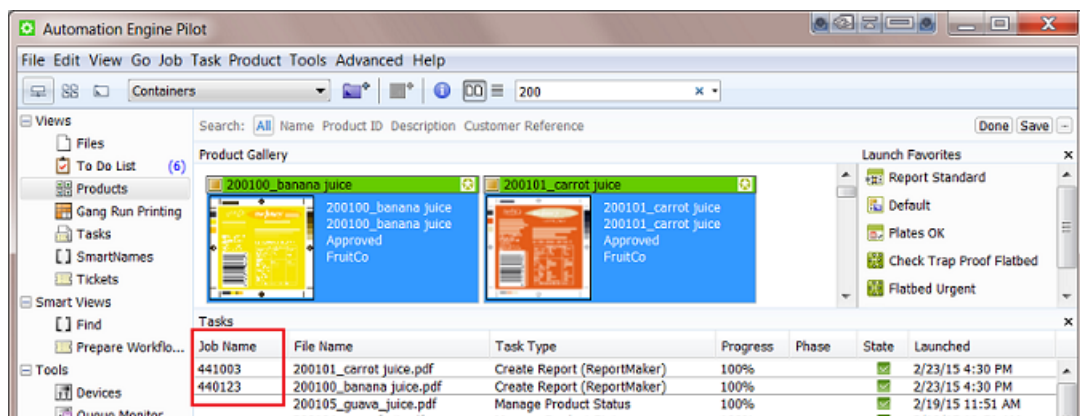 Automation Engine Pilot
File Edit View Go Job Task Product Tools Advanced Help
Containers 200
Views
Files
To Do List (6)
Products
Gang Run Printing
Tasks
[] SmartNames
Tickets
Smart Views
[] Find
Prepare Workflo...
Tools
Devices
Queue Monitor
Search: All Name Product ID Description Customer Reference Done Save
Product Gallery
200100_banana juice
200100_banana juice
200100_banana juice
Approved
FruitCo
200101_carrot juice
200101_carrot juice
200101_carrot juice
Approved
FruitCo
Launch Favorites
Report Standard
Default
Plates OK
Check Trap Proof Flatbed
Flatbed Urgent
Tasks
Job Name File Name Task Type Progress Phase State Launched
441003 200101_carrot juice.pdf Create Report (ReportMaker) 100% 2/23/15 4:30 PM
440123 200100_banana juice.pdf Create Report (ReportMaker) 100% 2/23/15 4:30 PM
200105_guava_juice.pdf Manage Product Status 100% 2/19/15 11:51 AM